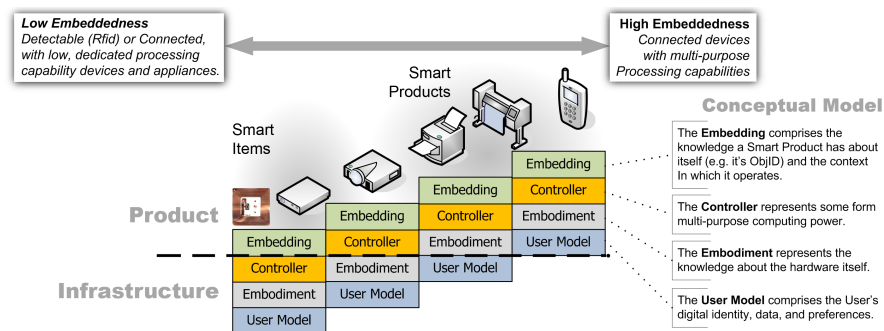 Low Embeddedness
Detectable (Rfid) or Connected,
with low, dedicated processing
capability devices and appliances.
High Embeddedness
Connected devices
with multi-purpose
Processing capabilities
Smart
Products
Smart
Items
Conceptual Model
The Embedding comprises the
knowledge a Smart Product has about
itself (e.g. it's ObjID) and the context
In which it operates.
The Controller represents some form
multi-purpose computing power.
The Embodiment represents the
knowledge about the hardware itself.
The User Model comprises the User's
digital identity, data, and preferences.
Product
Infrastructure
Embedding
Controller
Embodiment
User Model
Embedding
Controller
Embodiment
User Model
Embedding
Controller
Embodiment
User Model
Embedding
Controller
Embodiment
User Model